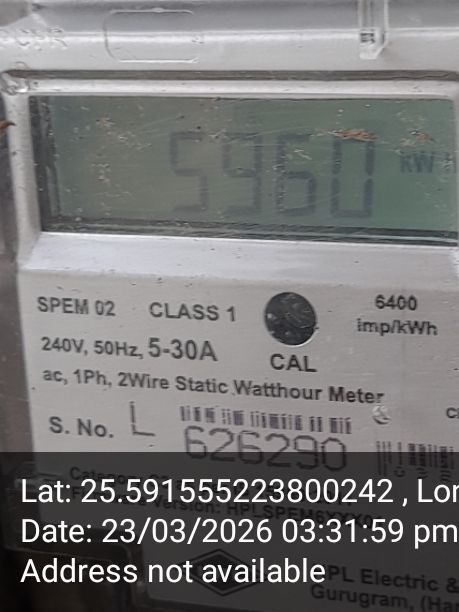 5960 kW
SPEM 02 CLASS 1 6400
imp/kWh
240V, 50Hz, 5-30A CAL
ac, 1Ph, 2Wire Static Watthour Meter
S. No. L 626290
Lat: 25.591555223800242 , Lon
Date: 23/03/2026 03:31:59 pm
Address not available
PL Electric &
Gurugram, (Ha